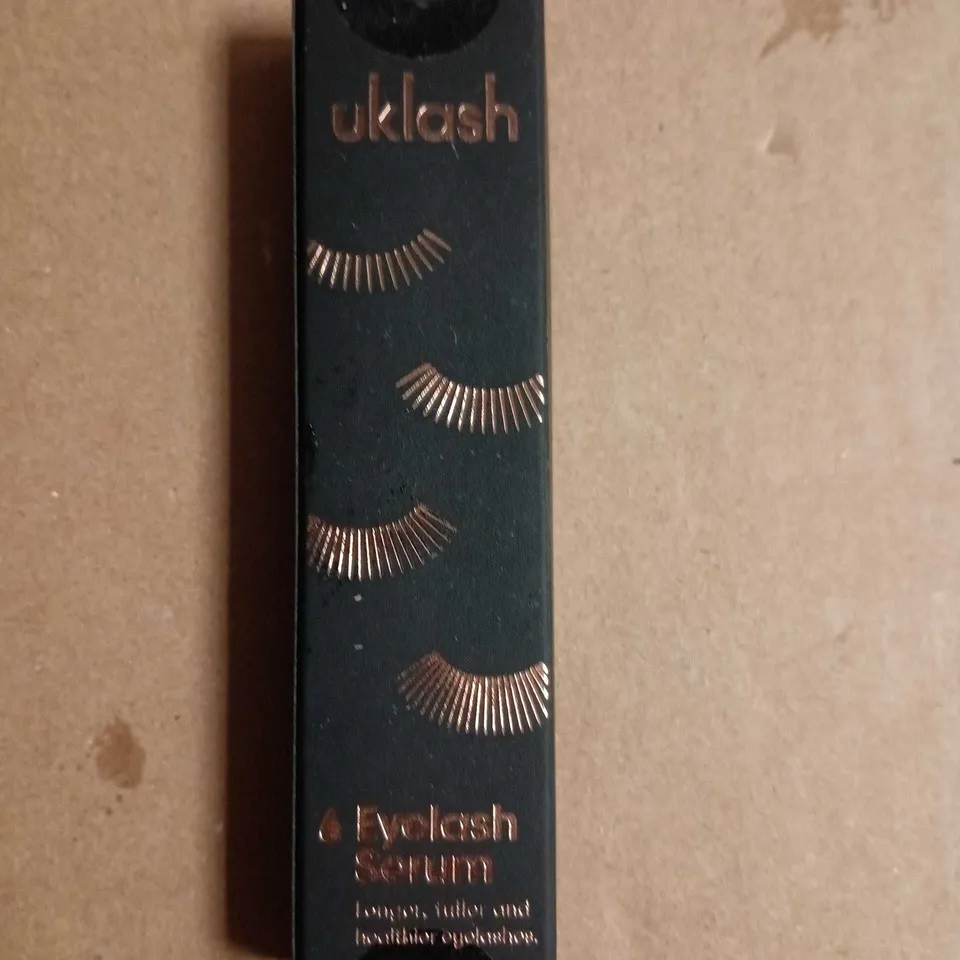 uklash
Eyelash
Serum
Longer, fuller and
healthier eyelashes.